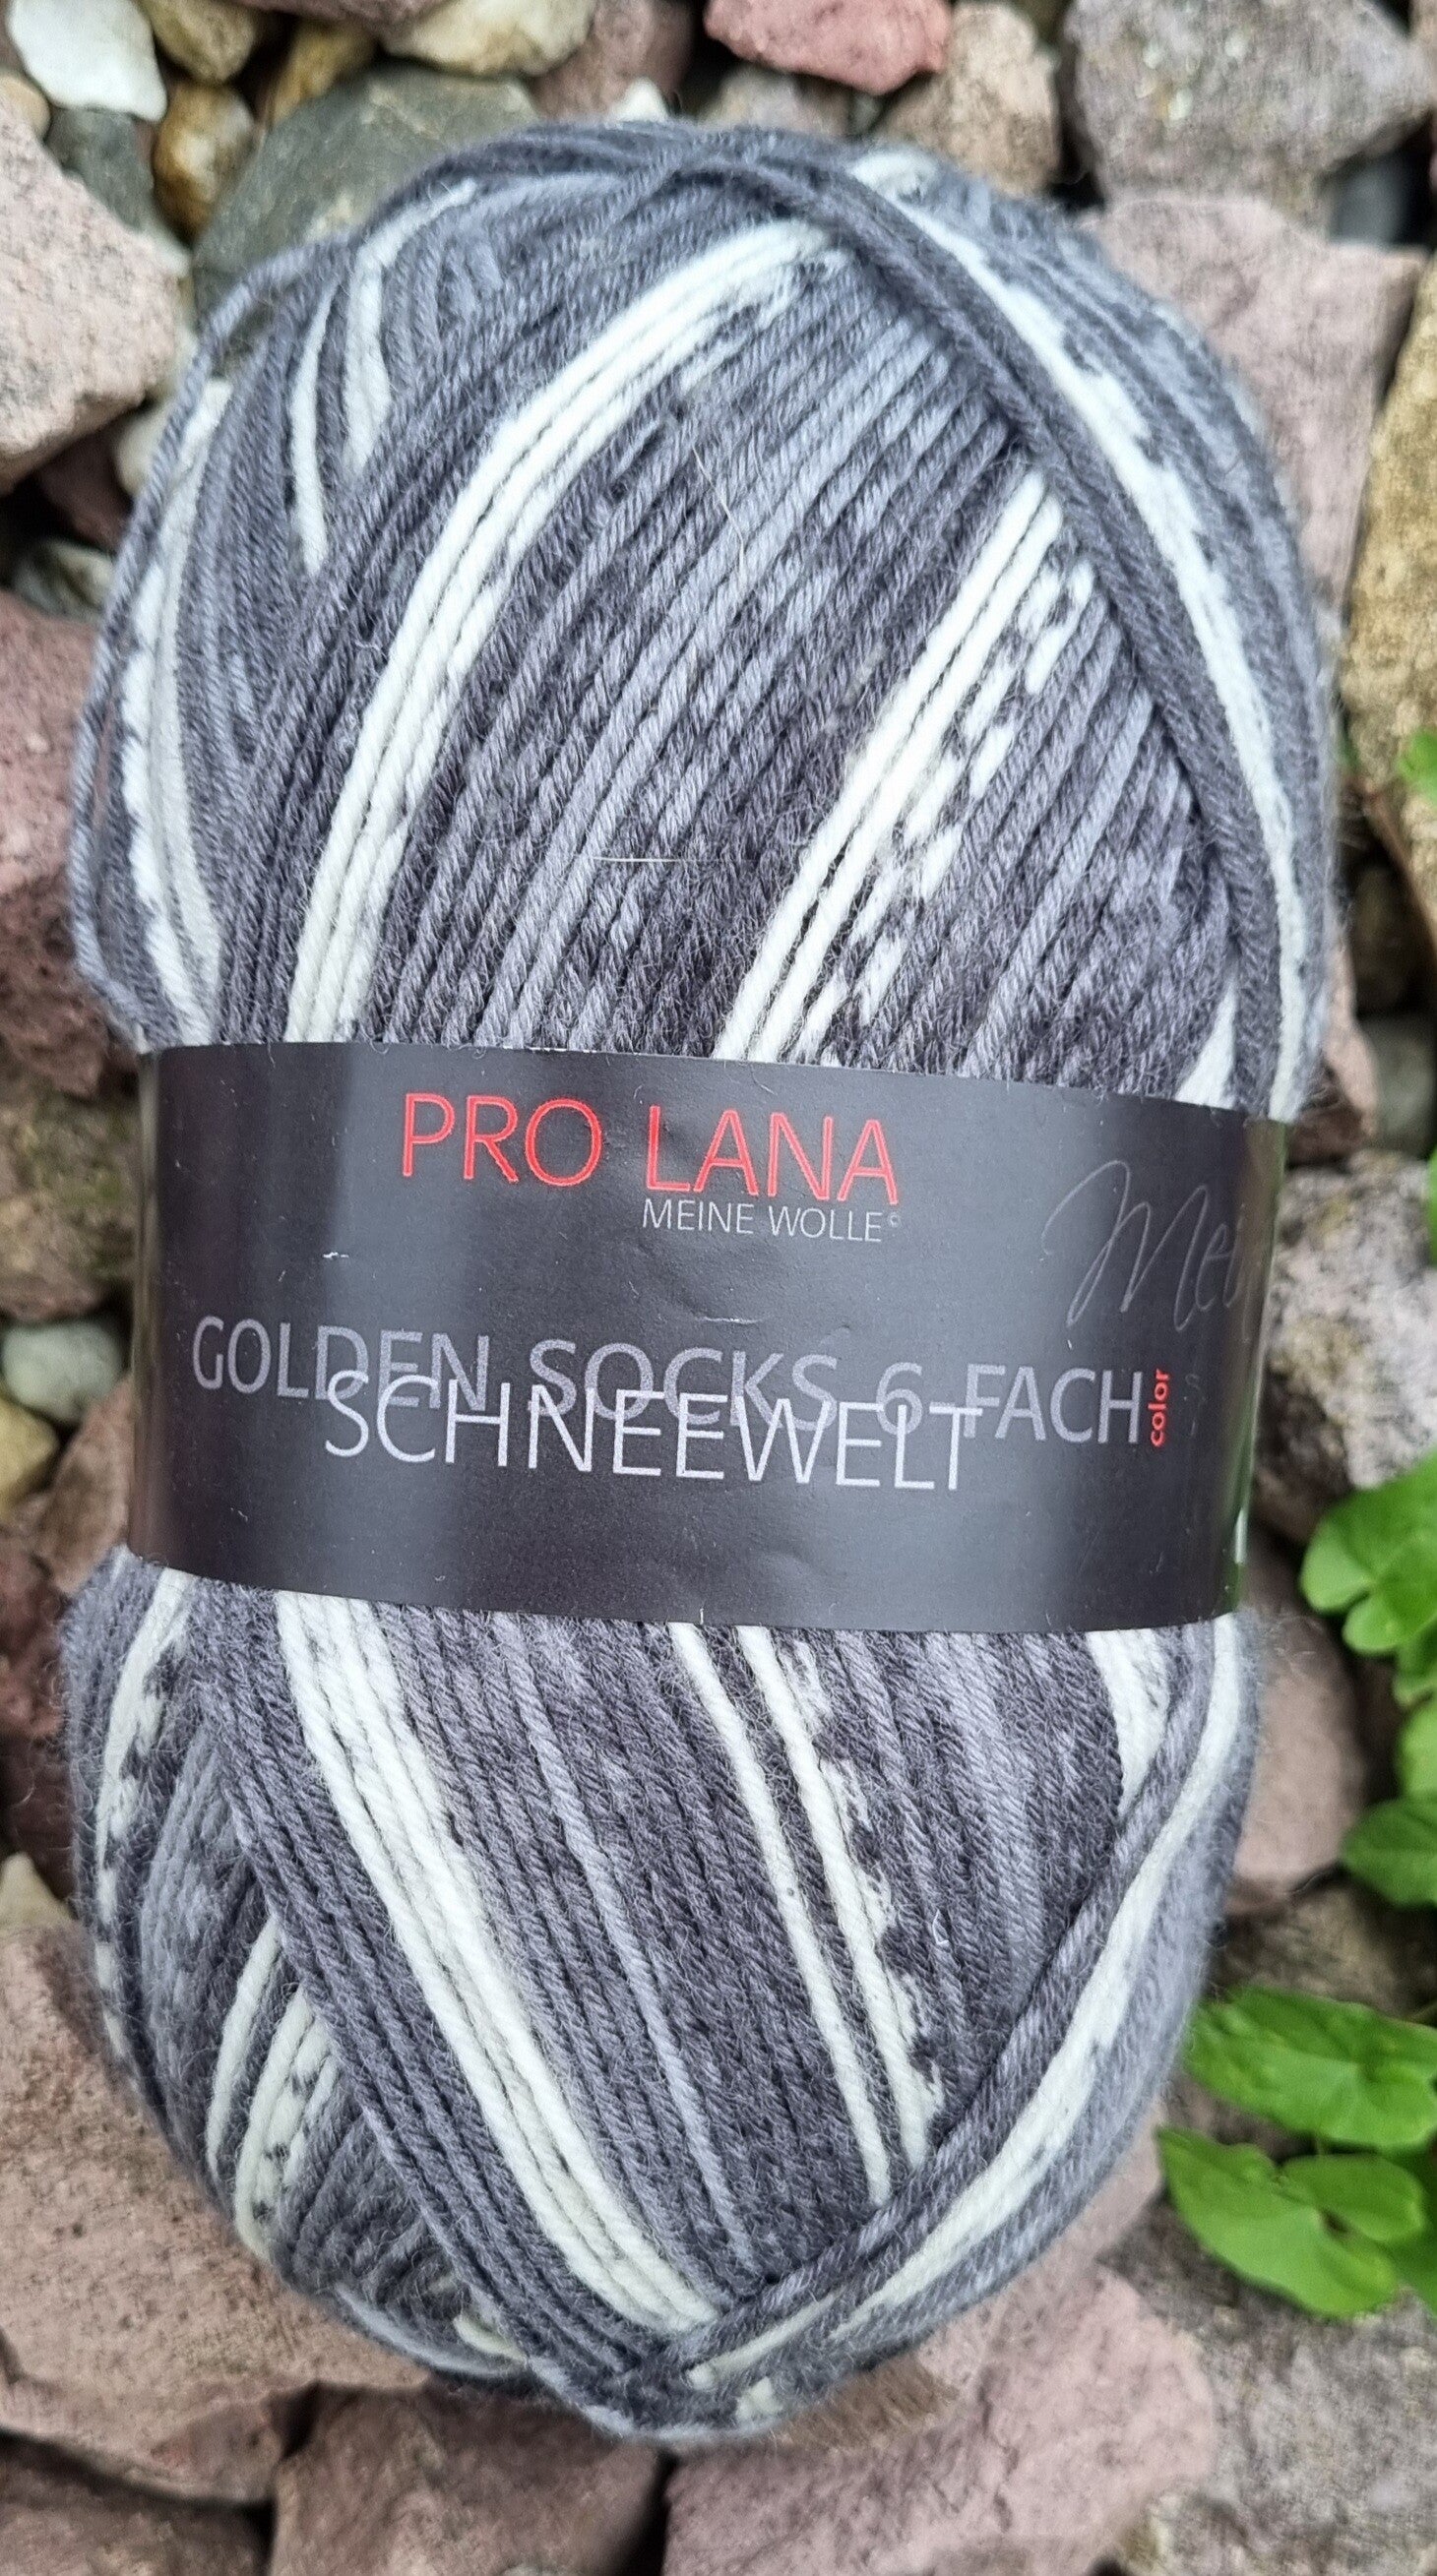 PRO LANA
MEINE WOLLE©
GOLDEN SOCKS 6-FACH
color
SCHNEEWELT